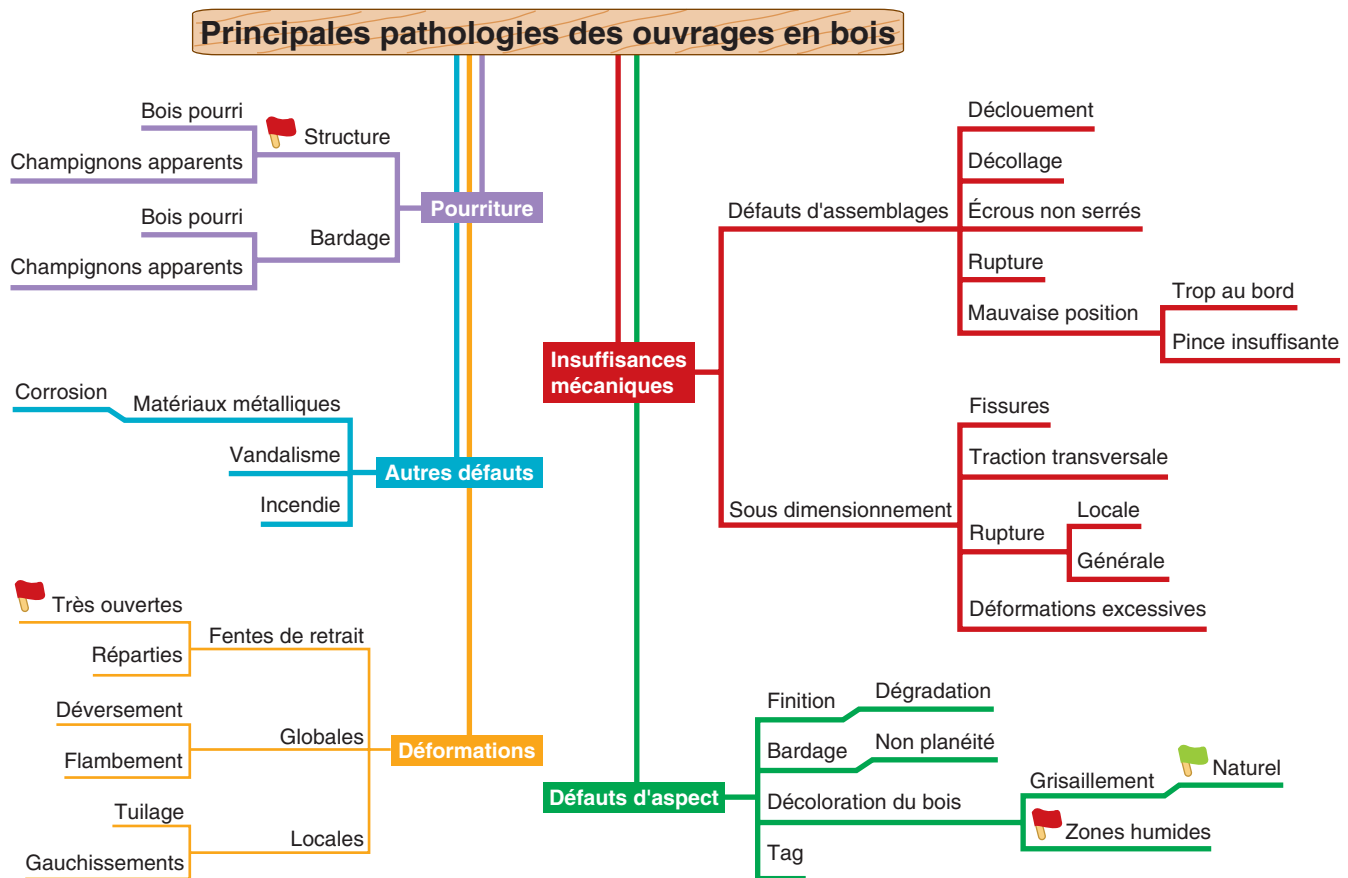 Principales pathologies des ouvrages en bois
Bois pourri
Champignons apparents
Structure
Bois pourri
Champignons apparents
Bardage
Pourriture
Corrosion
Matériaux métalliques
Vandalisme
Incendie
Autres défauts
Très ouvertes
Réparties
Fentes de retrait
Déversement
Flambement
Globales
Tuilage
Gauchissements
Locales
Déformations
Insuffisances
mécaniques
Défauts d'assemblages
Déclouement
Décollage
Écrous non serrés
Rupture
Mauvaise position
Trop au bord
Pince insuffisante
Sous dimensionnement
Fissures
Traction transversale
Rupture
Locale
Générale
Déformations excessives
Défauts d'aspect
Finition
Dégradation
Bardage
Non planéité
Décoloration du bois
Grisaillement
Naturel
Zones humides
Tag